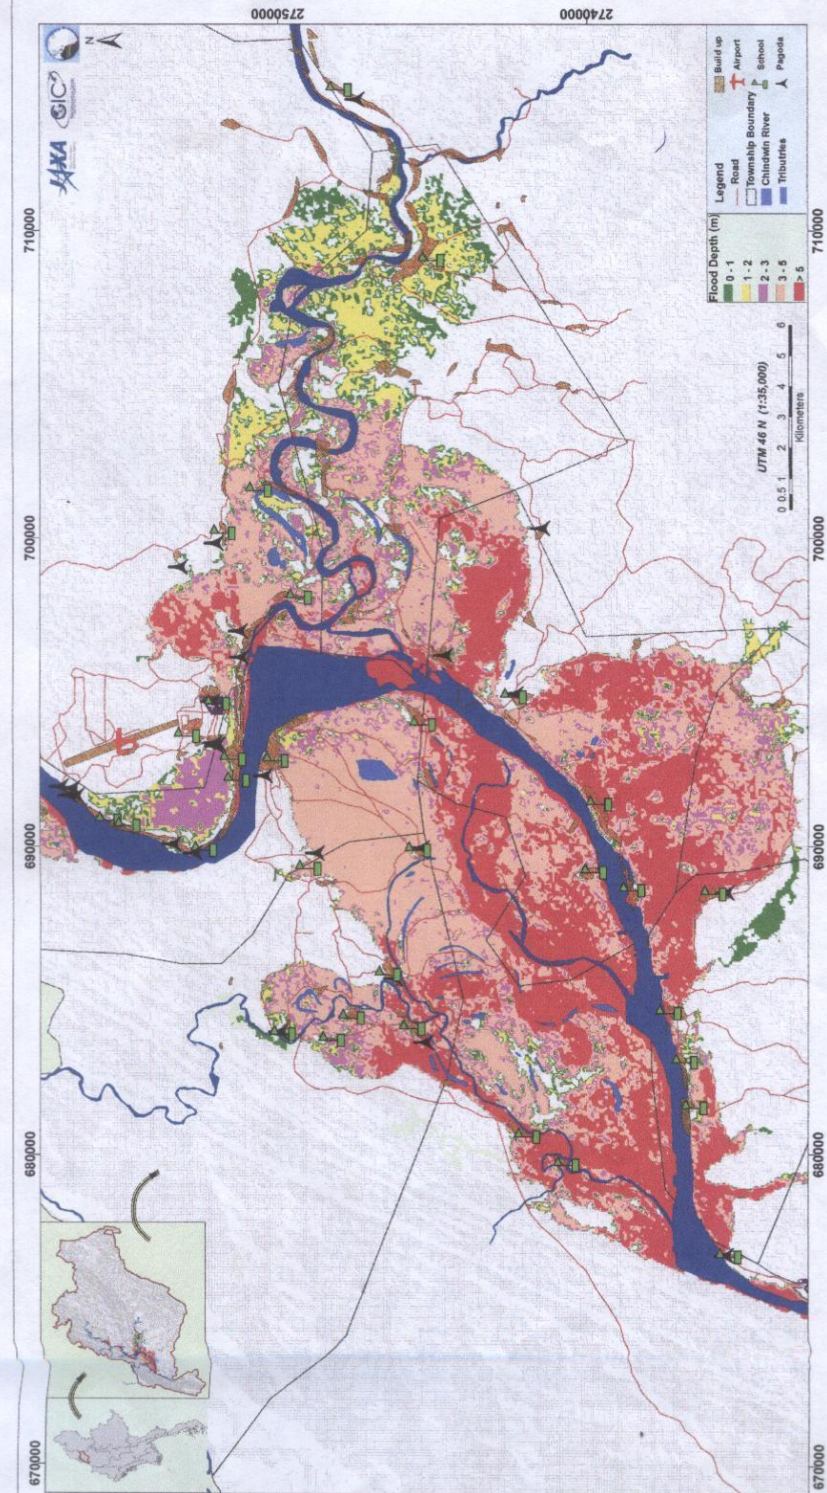 670000
680000
690000
700000
710000
2750000
2740000
JAXA
GIC
N
Flood Depth (m)
0 - 1
1 - 2
2 - 3
3 - 5
> 5
Legend
Road
Township Boundary
Chindwin River
Tributries
Build up
Airport
School
Pagoda
UTM 46 N (1:35,000)
0 0.5 1 2 3 4 5 6
Kilometers
670000
680000
690000
700000
710000